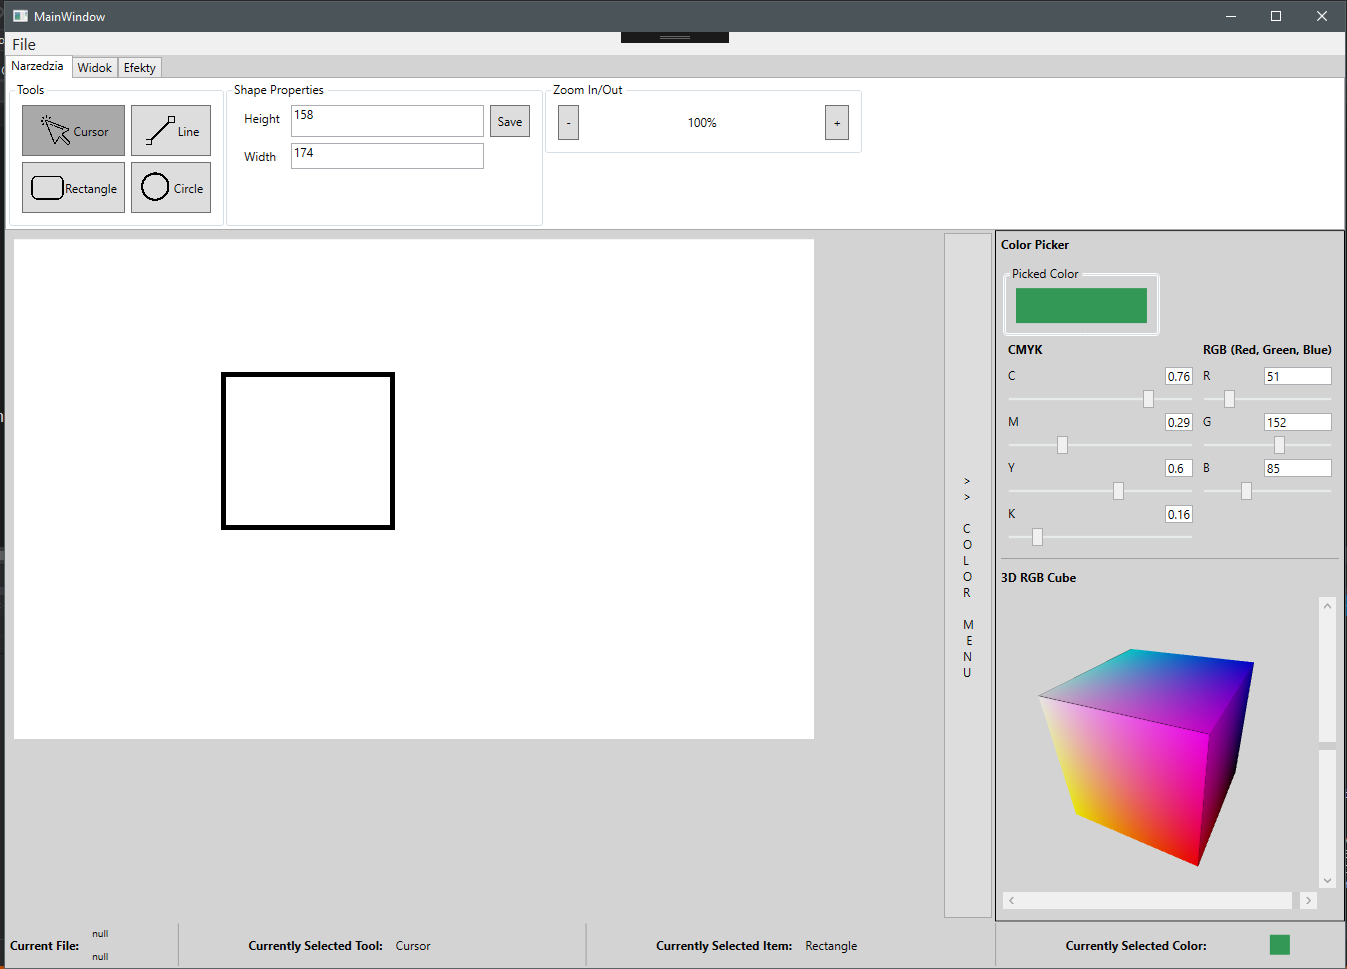 MainWindow
File
Narzedzia Widok Efekty
Tools
Cursor Line
Rectangle Circle
Shape Properties
Height 158 Save
Width 174
Zoom In/Out
- 100% +
> > C O L O R M E N U
Color Picker
Picked Color
CMYK RGB (Red, Green, Blue)
C 0.76 R 51
M 0.29 G 152
Y 0.6 B 85
K 0.16
3D RGB Cube
Current File: null
null
Currently Selected Tool: Cursor
Currently Selected Item: Rectangle
Currently Selected Color: